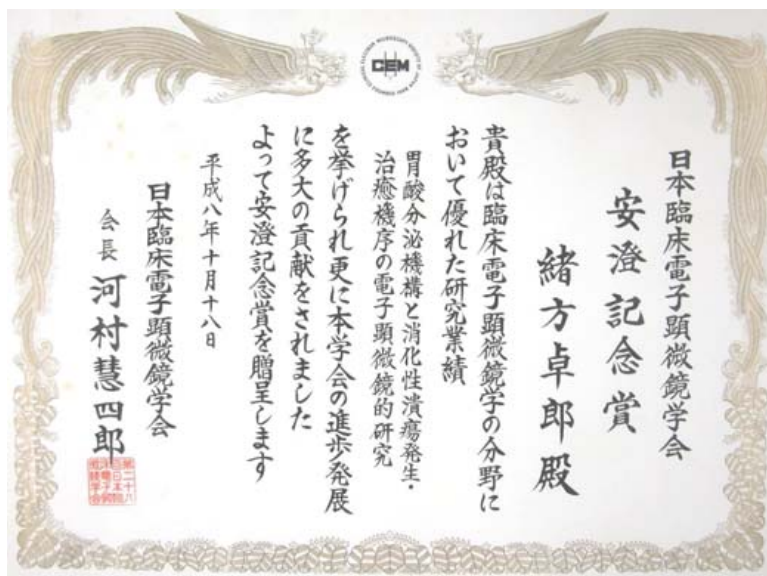 日本臨床電子顕微鏡学会
安澄記念賞
緒方卓郎殿
貴殿は臨床電子顕微鏡学の分野に
おいて優れた研究業績
胃酸分泌機構と消化性潰瘍発生・
治癒機序の電子顕微鏡的研究
を挙げられ更に本学会の進歩発展
に多大の貢献をされました
よって安澄記念賞を贈呈します
平成八年十月十八日
日本臨床電子顕微鏡学会
会長 河村慧四郎
CEM